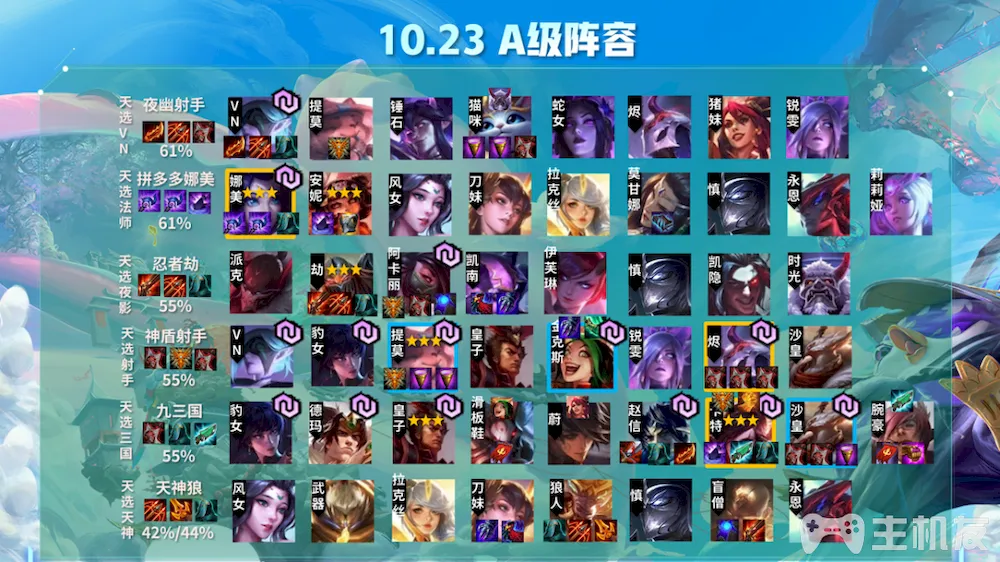 10.23 A级阵容
天选VN 夜幽射手 61% VN 提莫 锤石 猫咪 蛇女 烬 猪妹 锐雯
天选法师 拼多多娜美 61% 娜美 安妮 风女 刀妹 拉克丝 莫甘娜 慎 永恩 莉莉娅
天选夜影 忍者劫 55% 派克 劫 阿卡丽 凯南 伊芙琳 慎 凯隐 时光
天选射手 神盾射手 55% VN 豹女 提莫 皇子 金克斯 锐雯 烬 沙皇
天选三国 九三国 55% 豹女 德玛 皇子 滑板鞋 蔚 赵信 卡特 沙皇 腕豪
天选天神 天神狼 42%/44% 风女 武器 拉克丝 刀妹 狼人 慎 盲僧 永恩
主机技